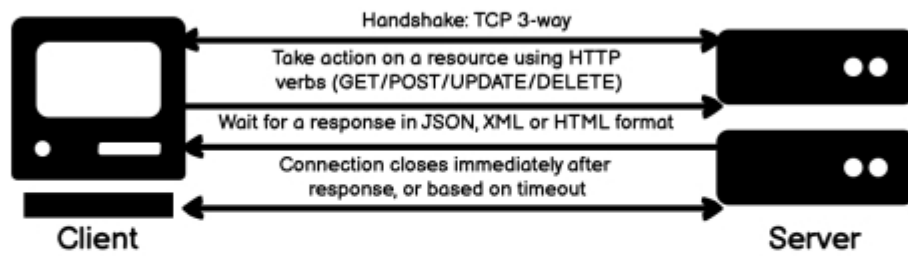 Handshake: TCP 3-way
Take action on a resource using HTTP
verbs (GET/POST/UPDATE/DELETE)
Wait for a response in JSON, XML or HTML format
Connection closes immediately after
response, or based on timeout
Client
Server